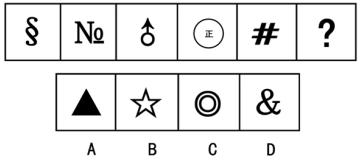 § № ♁ ㊣ # ?
▲ ☆ ◎ &
A B C D